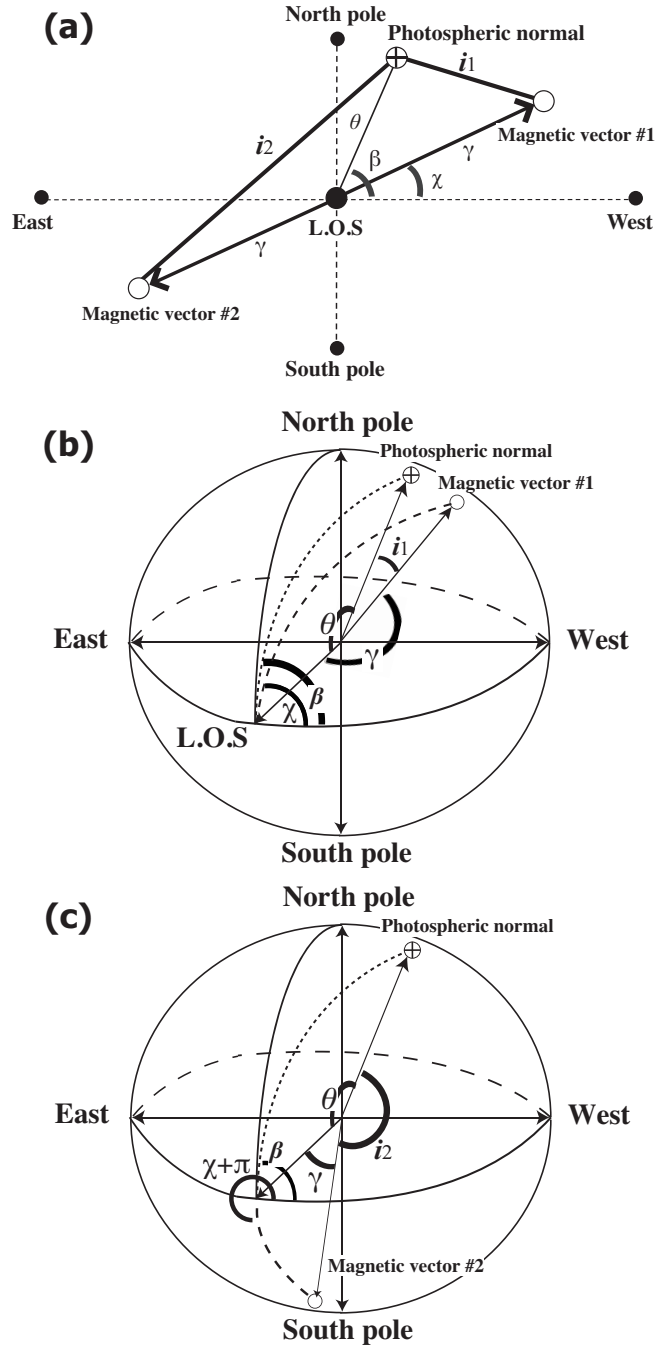 (a)
North pole
Photospheric normal
i1
Magnetic vector #1
i2
θ
β
γ
χ
East
L.O.S
West
γ
Magnetic vector #2
South pole
(b)
North pole
Photospheric normal
Magnetic vector #1
i1
East
θ
γ
West
β
χ
L.O.S
South pole
(c)
North pole
Photospheric normal
East
θ
West
i2
χ+π
β
γ
Magnetic vector #2
South pole